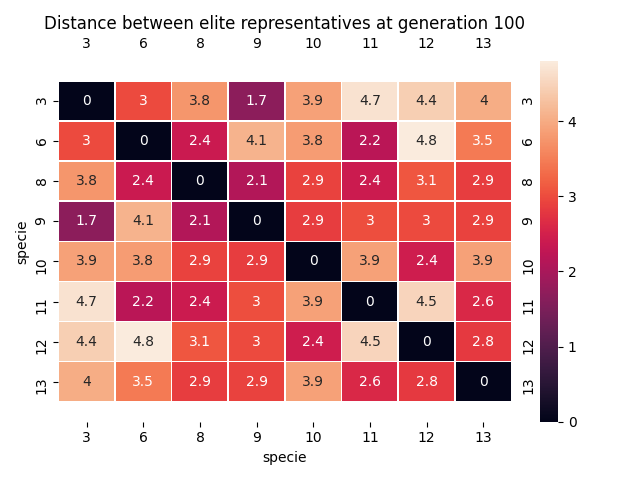 Distance between elite representatives at generation 100
3 6 8 9 10 11 12 13
3 0 3 3.8 1.7 3.9 4.7 4.4 4 3
6 3 0 2.4 4.1 3.8 2.2 4.8 3.5 6
8 3.8 2.4 0 2.1 2.9 2.4 3.1 2.9 8
9 1.7 4.1 2.1 0 2.9 3 3 2.9 9
10 3.9 3.8 2.9 2.9 0 3.9 2.4 3.9 10
11 4.7 2.2 2.4 3 3.9 0 4.5 2.6 11
12 4.4 4.8 3.1 3 2.4 4.5 0 2.8 12
13 4 3.5 2.9 2.9 3.9 2.6 2.8 0 13
3 6 8 9 10 11 12 13
specie
specie
4
3
2
1
0